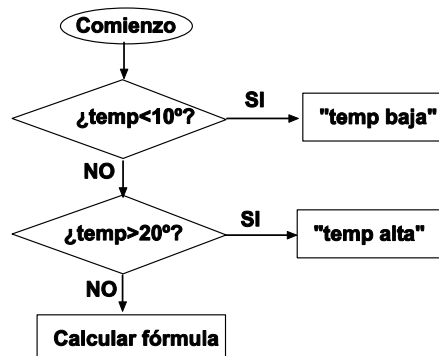 Comienzo
SI
¿temp<10º?
"temp baja"
NO
SI
¿temp>20º?
"temp alta"
NO
Calcular fórmula